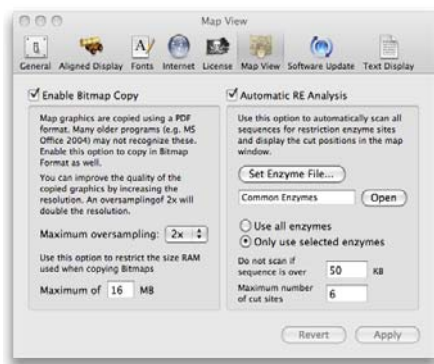 Map View
General Aligned Display Fonts Internet License Map View Software Update Text Display
Enable Bitmap Copy
Map graphics are copied using a PDF
format. Many older programs (e.g. MS
Office 2004) may not recognize these.
Enable this option to copy in Bitmap
Format as well.
You can improve the quality of the
copied graphics by increasing the
resolution. An oversamplingof 2x will
double the resolution.
Maximum oversampling: 2x
Use this option to restrict the size RAM
used when copying Bitmaps
Maximum of 16 MB
Automatic RE Analysis
Use this option to automatically scan all
sequences for restriction enzyme sites
and display the cut positions in the map
window.
Set Enzyme File...
Common Enzymes Open
Use all enzymes
Only use selected enzymes
Do not scan if
sequence is over 50 KB
Maximum number
of cut sites 6
Revert Apply